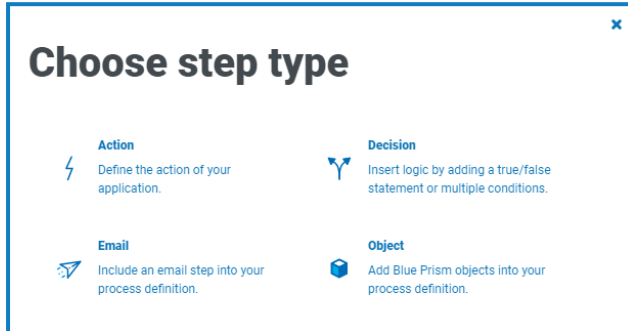 Choose step type
Action
Define the action of your
application.
Decision
Insert logic by adding a true/false
statement or multiple conditions.
Email
Include an email step into your
process definition.
Object
Add Blue Prism objects into your
process definition.